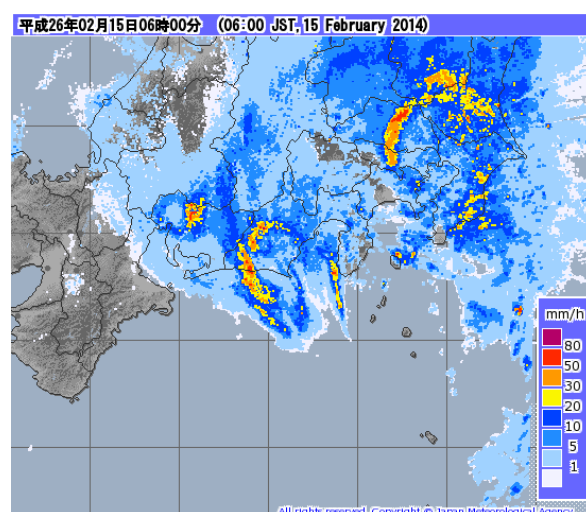 平成26年02月15日06時00分 (06:00 JST, 15 February 2014)
mm/h
80
50
30
20
10
5
1
All rights reserved. Copyright © Japan Meteorological Agency